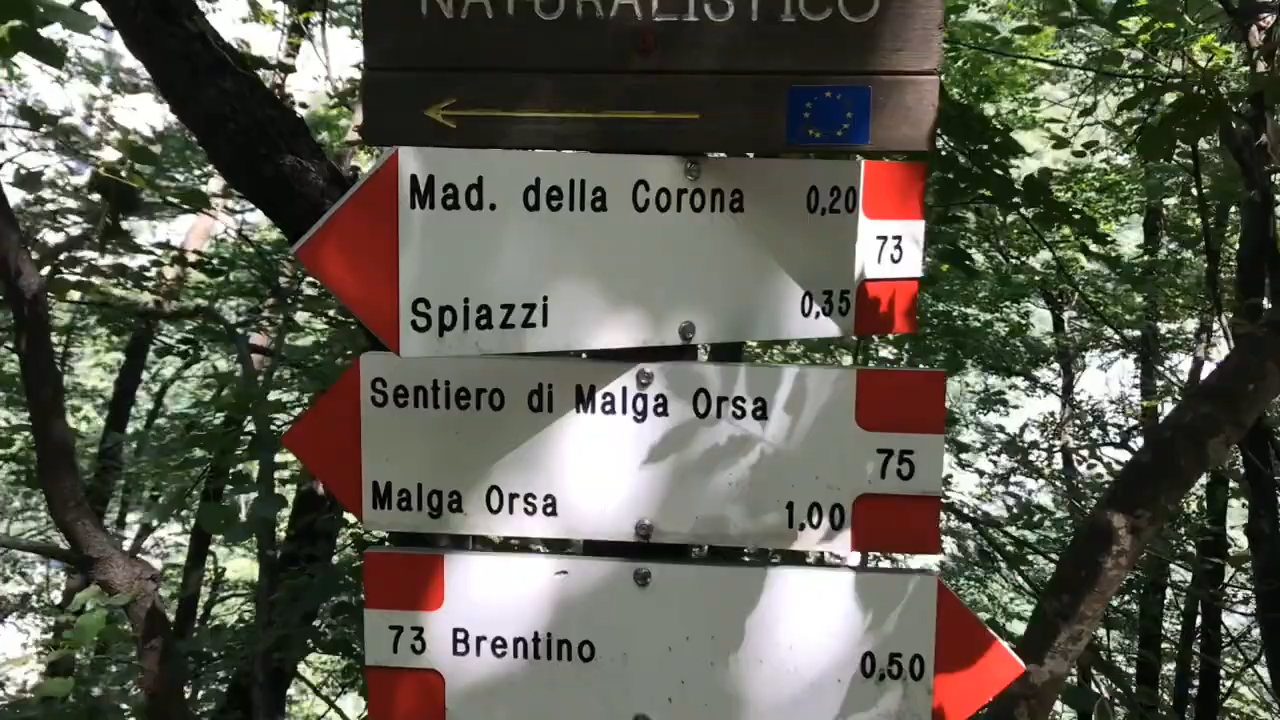 NATURALISTICO
Mad. della Corona 0,20
73
Spiazzi 0,35
Sentiero di Malga Orsa
75
Malga Orsa 1,00
73 Brentino 0,50